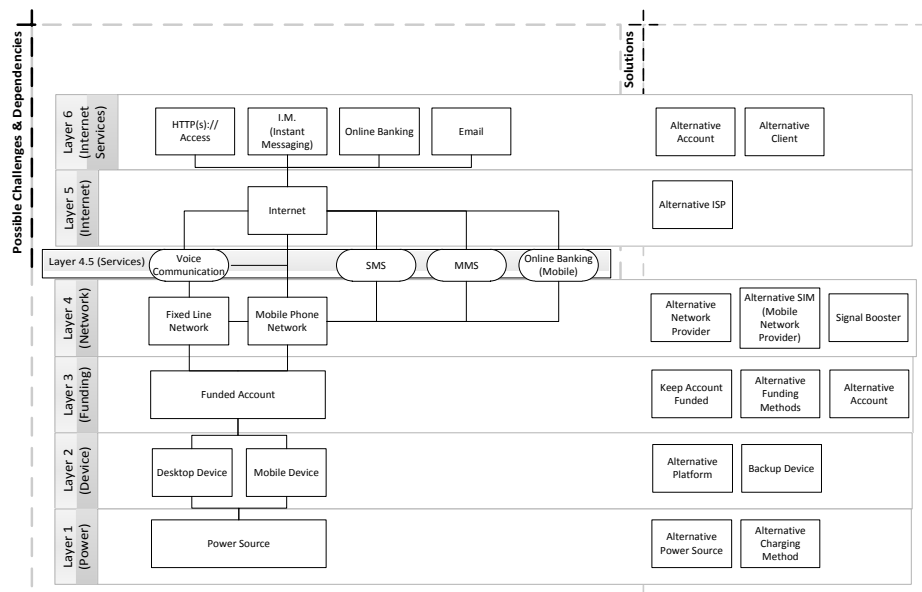 Possible Challenges & Dependencies
Solutions
Layer 6
(Internet
Services)
HTTP(s)://
Access
I.M.
(Instant
Messaging)
Online Banking
Email
Alternative
Account
Alternative
Client
Layer 5
(Internet)
Internet
Alternative ISP
Layer 4.5 (Services)
Voice
Communication
SMS
MMS
Online Banking
(Mobile)
Layer 4
(Network)
Fixed Line
Network
Mobile Phone
Network
Alternative
Network
Provider
Alternative SIM
(Mobile
Network
Provider)
Signal Booster
Layer 3
(Funding)
Funded Account
Keep Account
Funded
Alternative
Funding
Methods
Alternative
Account
Layer 2
(Device)
Desktop Device
Mobile Device
Alternative
Platform
Backup Device
Layer 1
(Power)
Power Source
Alternative
Power Source
Alternative
Charging
Method